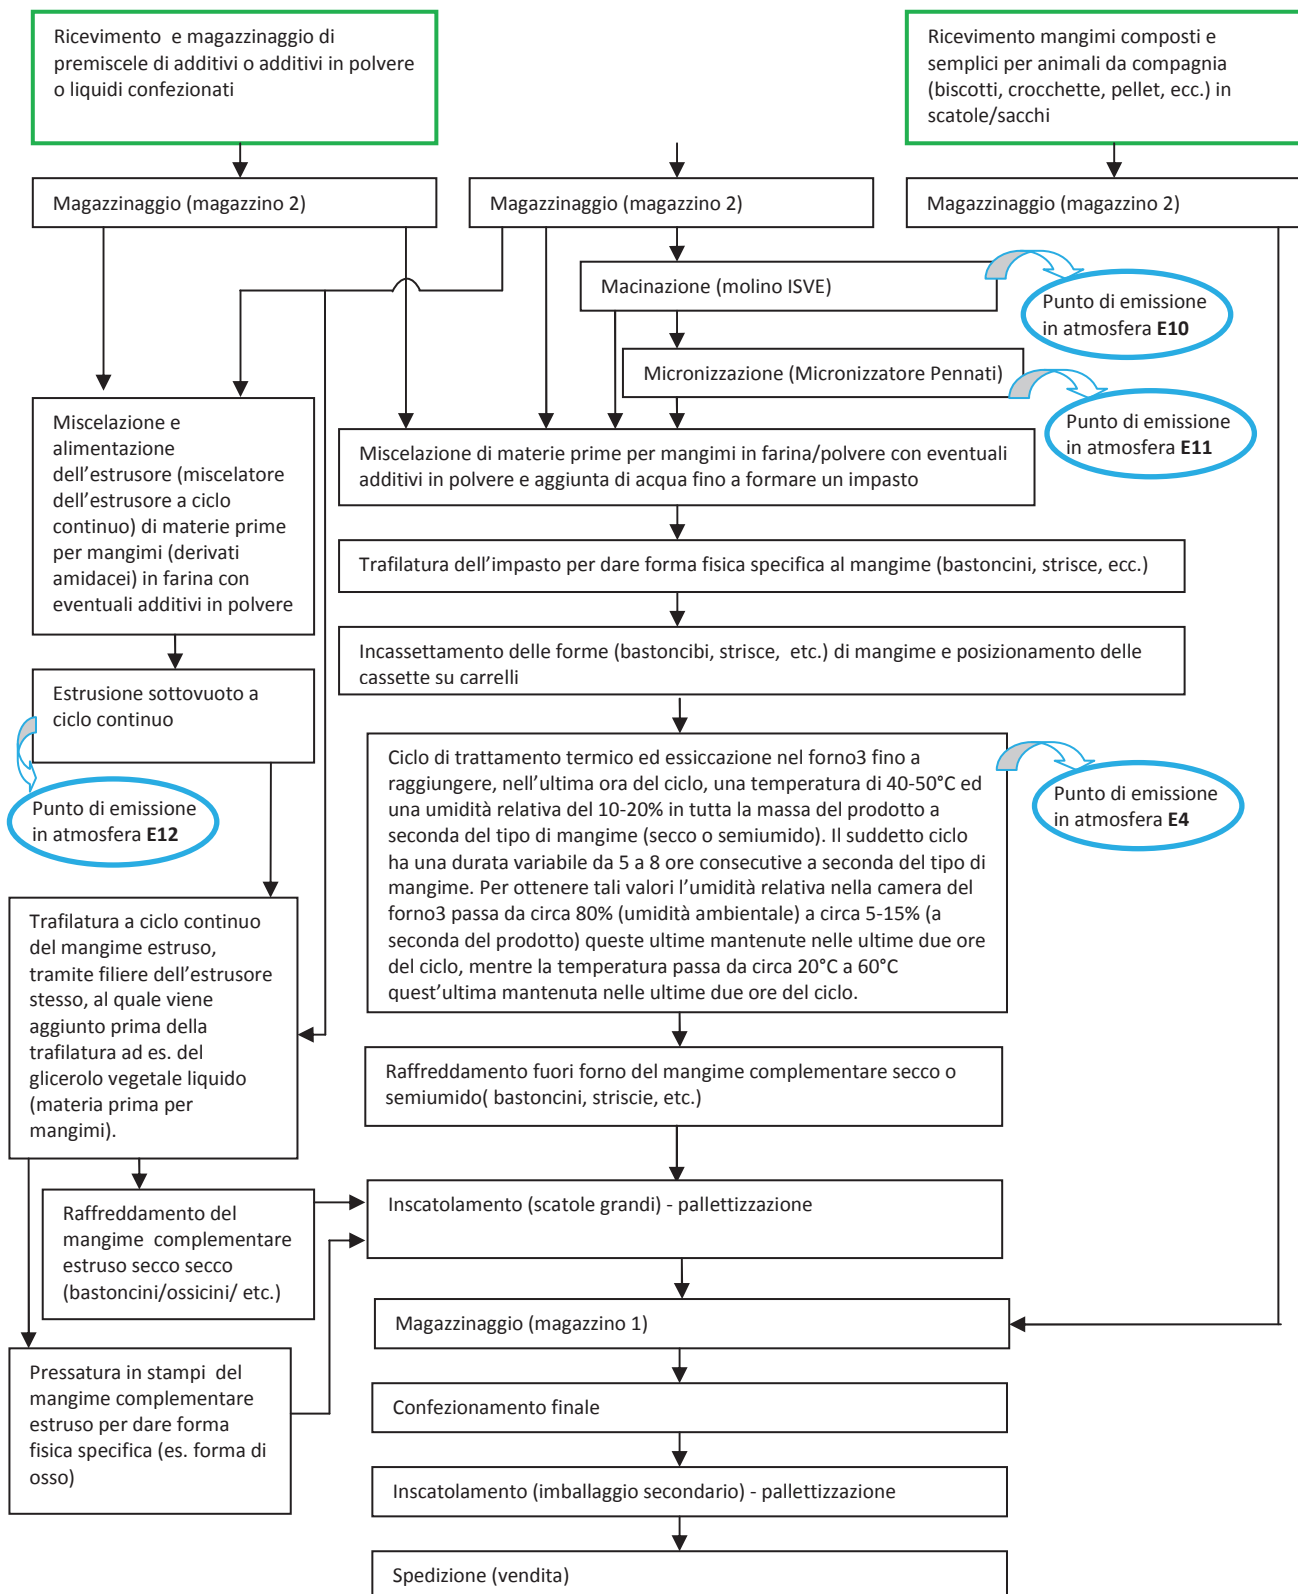 Ricevimento e magazzinaggio di
premiscele di additivi o additivi in polvere
o liquidi confezionati
Ricevimento mangimi composti e
semplici per animali da compagnia
(biscotti, crocchette, pellet, ecc.) in
scatole/sacchi
Magazzinaggio (magazzino 2)
Magazzinaggio (magazzino 2)
Magazzinaggio (magazzino 2)
Macinazione (molino ISVE)
Punto di emissione
in atmosfera E10
Micronizzazione (Micronizzatore Pennati)
Punto di emissione
in atmosfera E11
Miscelazione e
alimentazione
dell'estrusore (miscelatore
dell'estrusore a ciclo
continuo) di materie prime
per mangimi (derivati
amidacei) in farina con
eventuali additivi in polvere
Miscelazione di materie prime per mangimi in farina/polvere con eventuali
additivi in polvere e aggiunta di acqua fino a formare un impasto
Trafilatura dell'impasto per dare forma fisica specifica al mangime (bastoncini, strisce, ecc.)
Incassettamento delle forme (bastoncibi, strisce, etc.) di mangime e posizionamento delle
cassette su carrelli
Estrusione sottovuoto a
ciclo continuo
Punto di emissione
in atmosfera E12
Ciclo di trattamento termico ed essiccazione nel forno3 fino a
raggiungere, nell'ultima ora del ciclo, una temperatura di 40-50°C ed
una umidità relativa del 10-20% in tutta la massa del prodotto a
seconda del tipo di mangime (secco o semiumido). Il suddetto ciclo
ha una durata variabile da 5 a 8 ore consecutive a seconda del tipo di
mangime. Per ottenere tali valori l'umidità relativa nella camera del
forno3 passa da circa 80% (umidità ambientale) a circa 5-15% (a
seconda del prodotto) queste ultime mantenute nelle ultime due ore
del ciclo, mentre la temperatura passa da circa 20°C a 60°C
quest'ultima mantenuta nelle ultime due ore del ciclo.
Punto di emissione
in atmosfera E4
Trafilatura a ciclo continuo
del mangime estruso,
tramite filiere dell'estrusore
stesso, al quale viene
aggiunto prima della
trafilatura ad es. del
glicerolo vegetale liquido
(materia prima per
mangimi).
Raffreddamento fuori forno del mangime complementare secco o
semiumido( bastoncini, striscie, etc.)
Raffreddamento del
mangime complementare
estruso secco secco
(bastoncini/ossicini/ etc.)
Inscatolamento (scatole grandi) - pallettizzazione
Magazzinaggio (magazzino 1)
Pressatura in stampi del
mangime complementare
estruso per dare forma
fisica specifica (es. forma di
osso)
Confezionamento finale
Inscatolamento (imballaggio secondario) - pallettizzazione
Spedizione (vendita)